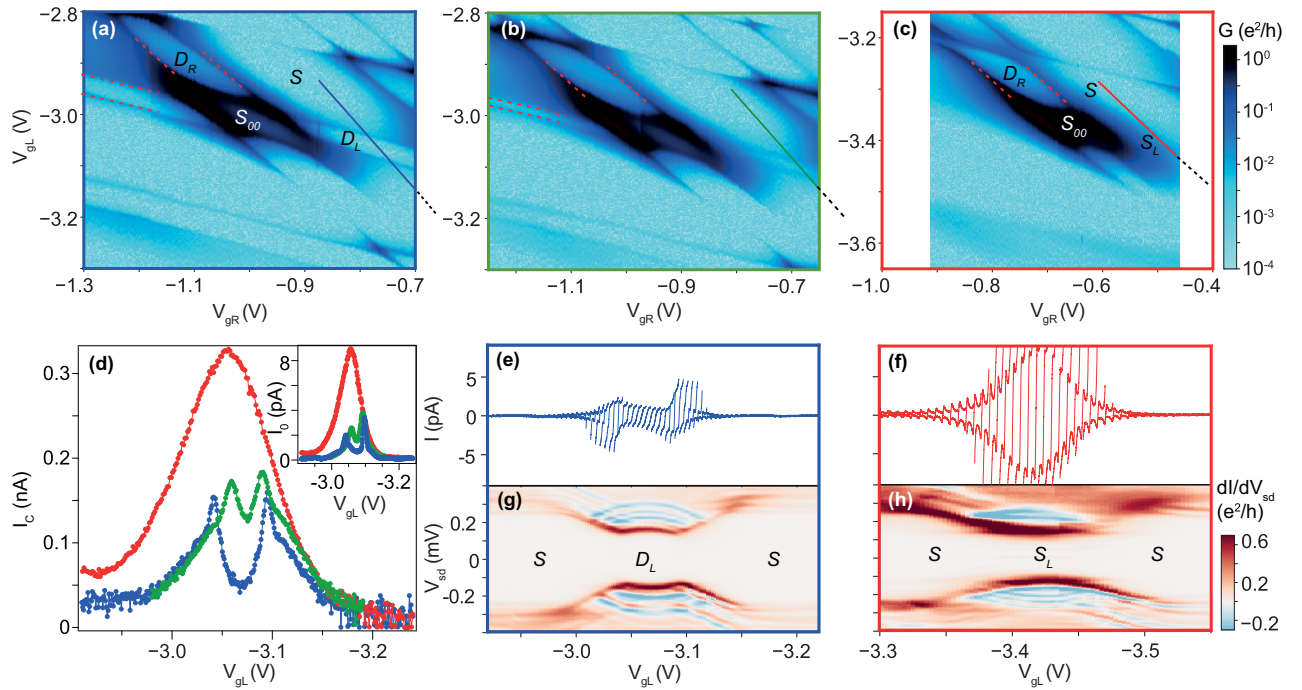 (a)
−2.8
−3.0
−3.2
V_gL (V)
D_R
S
S_00
D_L
−1.3
−1.1
−0.9
−0.7
V_gR (V)
(b)
−2.8
−3.0
−3.2
−1.1
−0.9
−0.7
V_gR (V)
(c)
−3.2
−3.4
−3.6
D_R
S
S_00
S_L
−1.0
−0.8
−0.6
−0.4
V_gR (V)
G (e²/h)
10⁰
10⁻¹
10⁻²
10⁻³
10⁻⁴
(d)
0.3
0.2
0.1
0
I_C (nA)
−3.0
−3.1
−3.2
V_gL (V)
8
4
0
I_0 (pA)
−3.0
−3.2
V_gL (V)
(e)
5
0
−5
I (pA)
(f)
(g)
0.2
0
−0.2
V_sd (mV)
S
D_L
S
−3.0
−3.1
−3.2
V_gL (V)
(h)
S
S_L
S
−3.3
−3.4
−3.5
V_gL (V)
dI/dV_sd
(e²/h)
0.6
0.2
−0.2